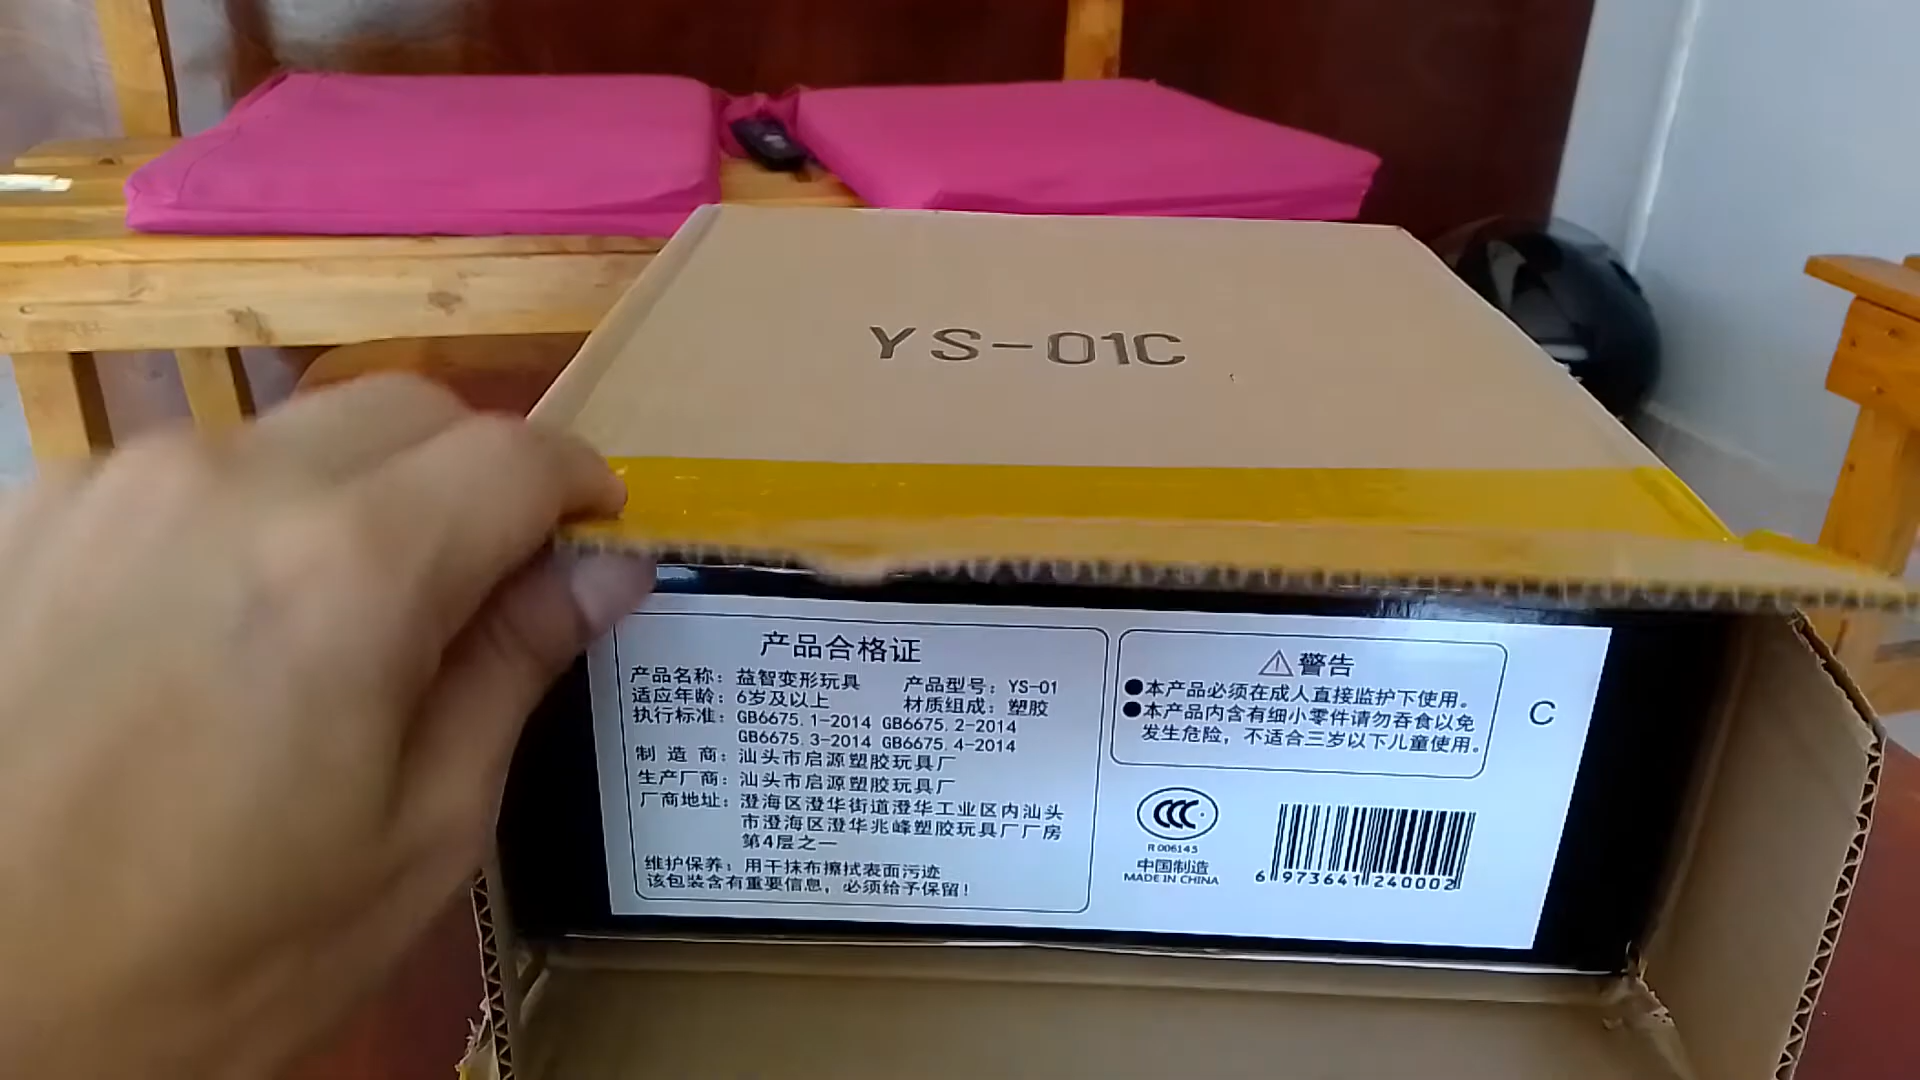 YS-01C
产品合格证
产品名称：益智变形玩具 产品型号：YS-01
适应年龄：6岁及以上 材质组成：塑胶
执行标准：GB6675.1-2014 GB6675.2-2014
GB6675.3-2014 GB6675.4-2014
制 造 商：汕头市启源塑胶玩具厂
生产厂商：汕头市启源塑胶玩具厂
厂商地址：澄海区澄华街道澄华工业区内汕头
市澄海区澄华兆峰塑胶玩具厂厂房
第4层之一
维护保养：用干抹布擦拭表面污迹
该包装含有重要信息，必须给予保留！
警告
●本产品必须在成人直接监护下使用。
●本产品内含有细小零件请勿吞食以免
发生危险，不适合三岁以下儿童使用。
C
CCC
R006145
中国制造
MADE IN CHINA
6 973641 240002